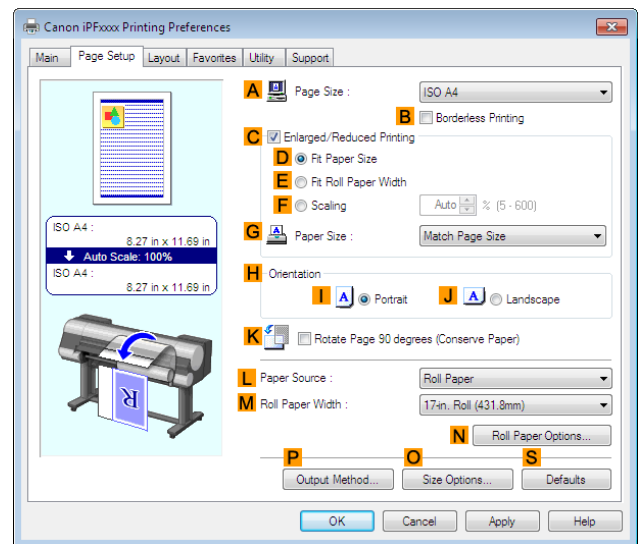 Canon iPFxxxx Printing Preferences
Main Page Setup Layout Favorites Utility Support
A Page Size : ISO A4
B Borderless Printing
C Enlarged/Reduced Printing
D Fit Paper Size
E Fit Roll Paper Width
F Scaling Auto % (5 - 600)
G Paper Size : Match Page Size
ISO A4 :
8.27 in x 11.69 in
Auto Scale: 100%
ISO A4 :
8.27 in x 11.69 in
H Orientation
I A Portrait J A Landscape
K Rotate Page 90 degrees (Conserve Paper)
R
L Paper Source : Roll Paper
M Roll Paper Width : 17-in. Roll (431.8mm)
N Roll Paper Options...
P O S
Output Method... Size Options... Defaults
OK Cancel Apply Help